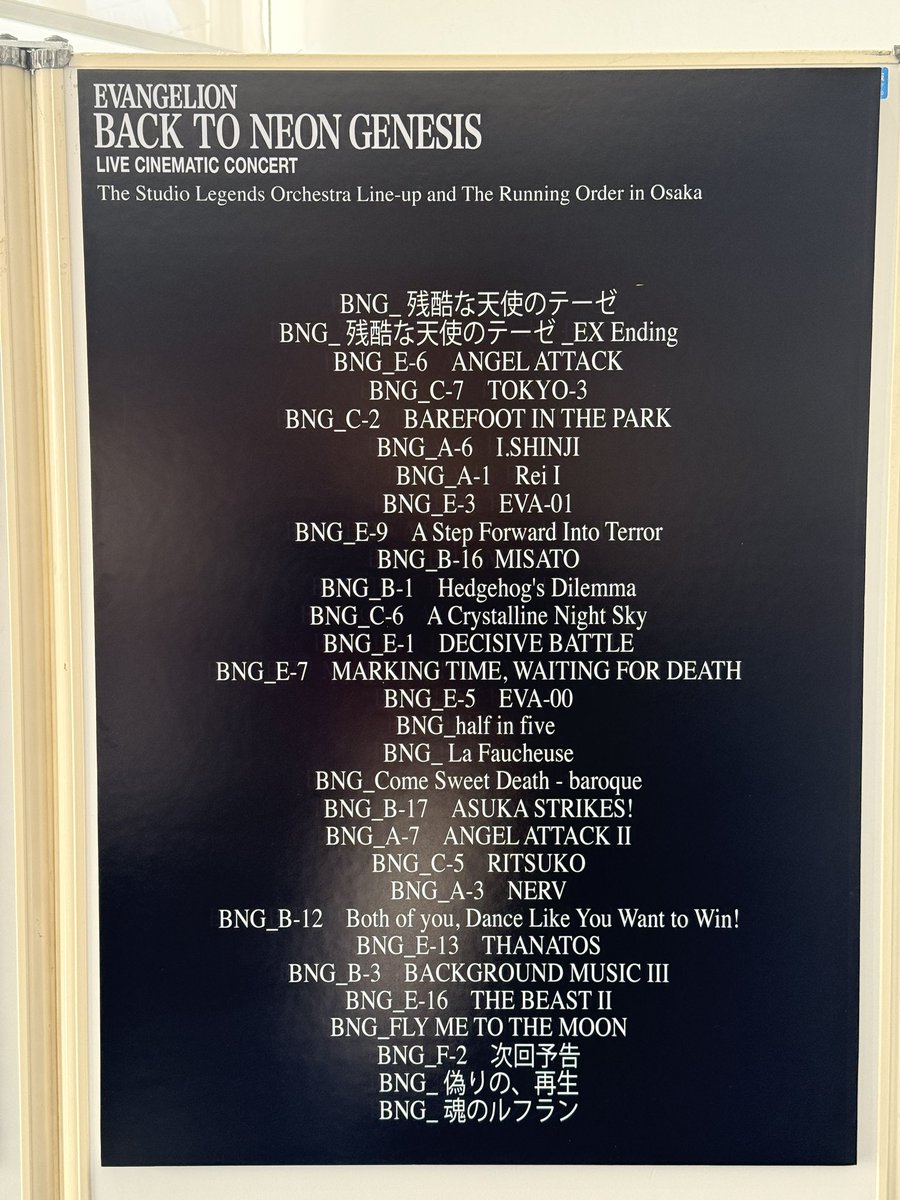 EVANGELION
BACK TO NEON GENESIS
LIVE CINEMATIC CONCERT
The Studio Legends Orchestra Line-up and The Running Order in Osaka
BNG_ 残酷な天使のテーゼ
BNG_ 残酷な天使のテーゼ _EX Ending
BNG_E-6 ANGEL ATTACK
BNG_C-7 TOKYO-3
BNG_C-2 BAREFOOT IN THE PARK
BNG_A-6 I.SHINJI
BNG_A-1 Rei I
BNG_E-3 EVA-01
BNG_E-9 A Step Forward Into Terror
BNG_B-16 MISATO
BNG_B-1 Hedgehog's Dilemma
BNG_C-6 A Crystalline Night Sky
BNG_E-1 DECISIVE BATTLE
BNG_E-7 MARKING TIME, WAITING FOR DEATH
BNG_E-5 EVA-00
BNG_half in five
BNG_ La Faucheuse
BNG_Come Sweet Death - baroque
BNG_B-17 ASUKA STRIKES!
BNG_A-7 ANGEL ATTACK II
BNG_C-5 RITSUKO
BNG_A-3 NERV
BNG_B-12 Both of you, Dance Like You Want to Win!
BNG_E-13 THANATOS
BNG_B-3 BACKGROUND MUSIC III
BNG_E-16 THE BEAST II
BNG_FLY ME TO THE MOON
BNG_F-2 次回予告
BNG_ 偽りの、再生
BNG_ 魂のルフラン